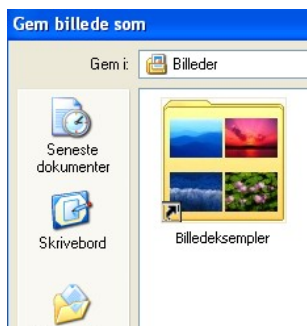 Gem billede som
Gem i:
Billeder
Seneste
dokumenter
Skrivebord
Billedeksempler